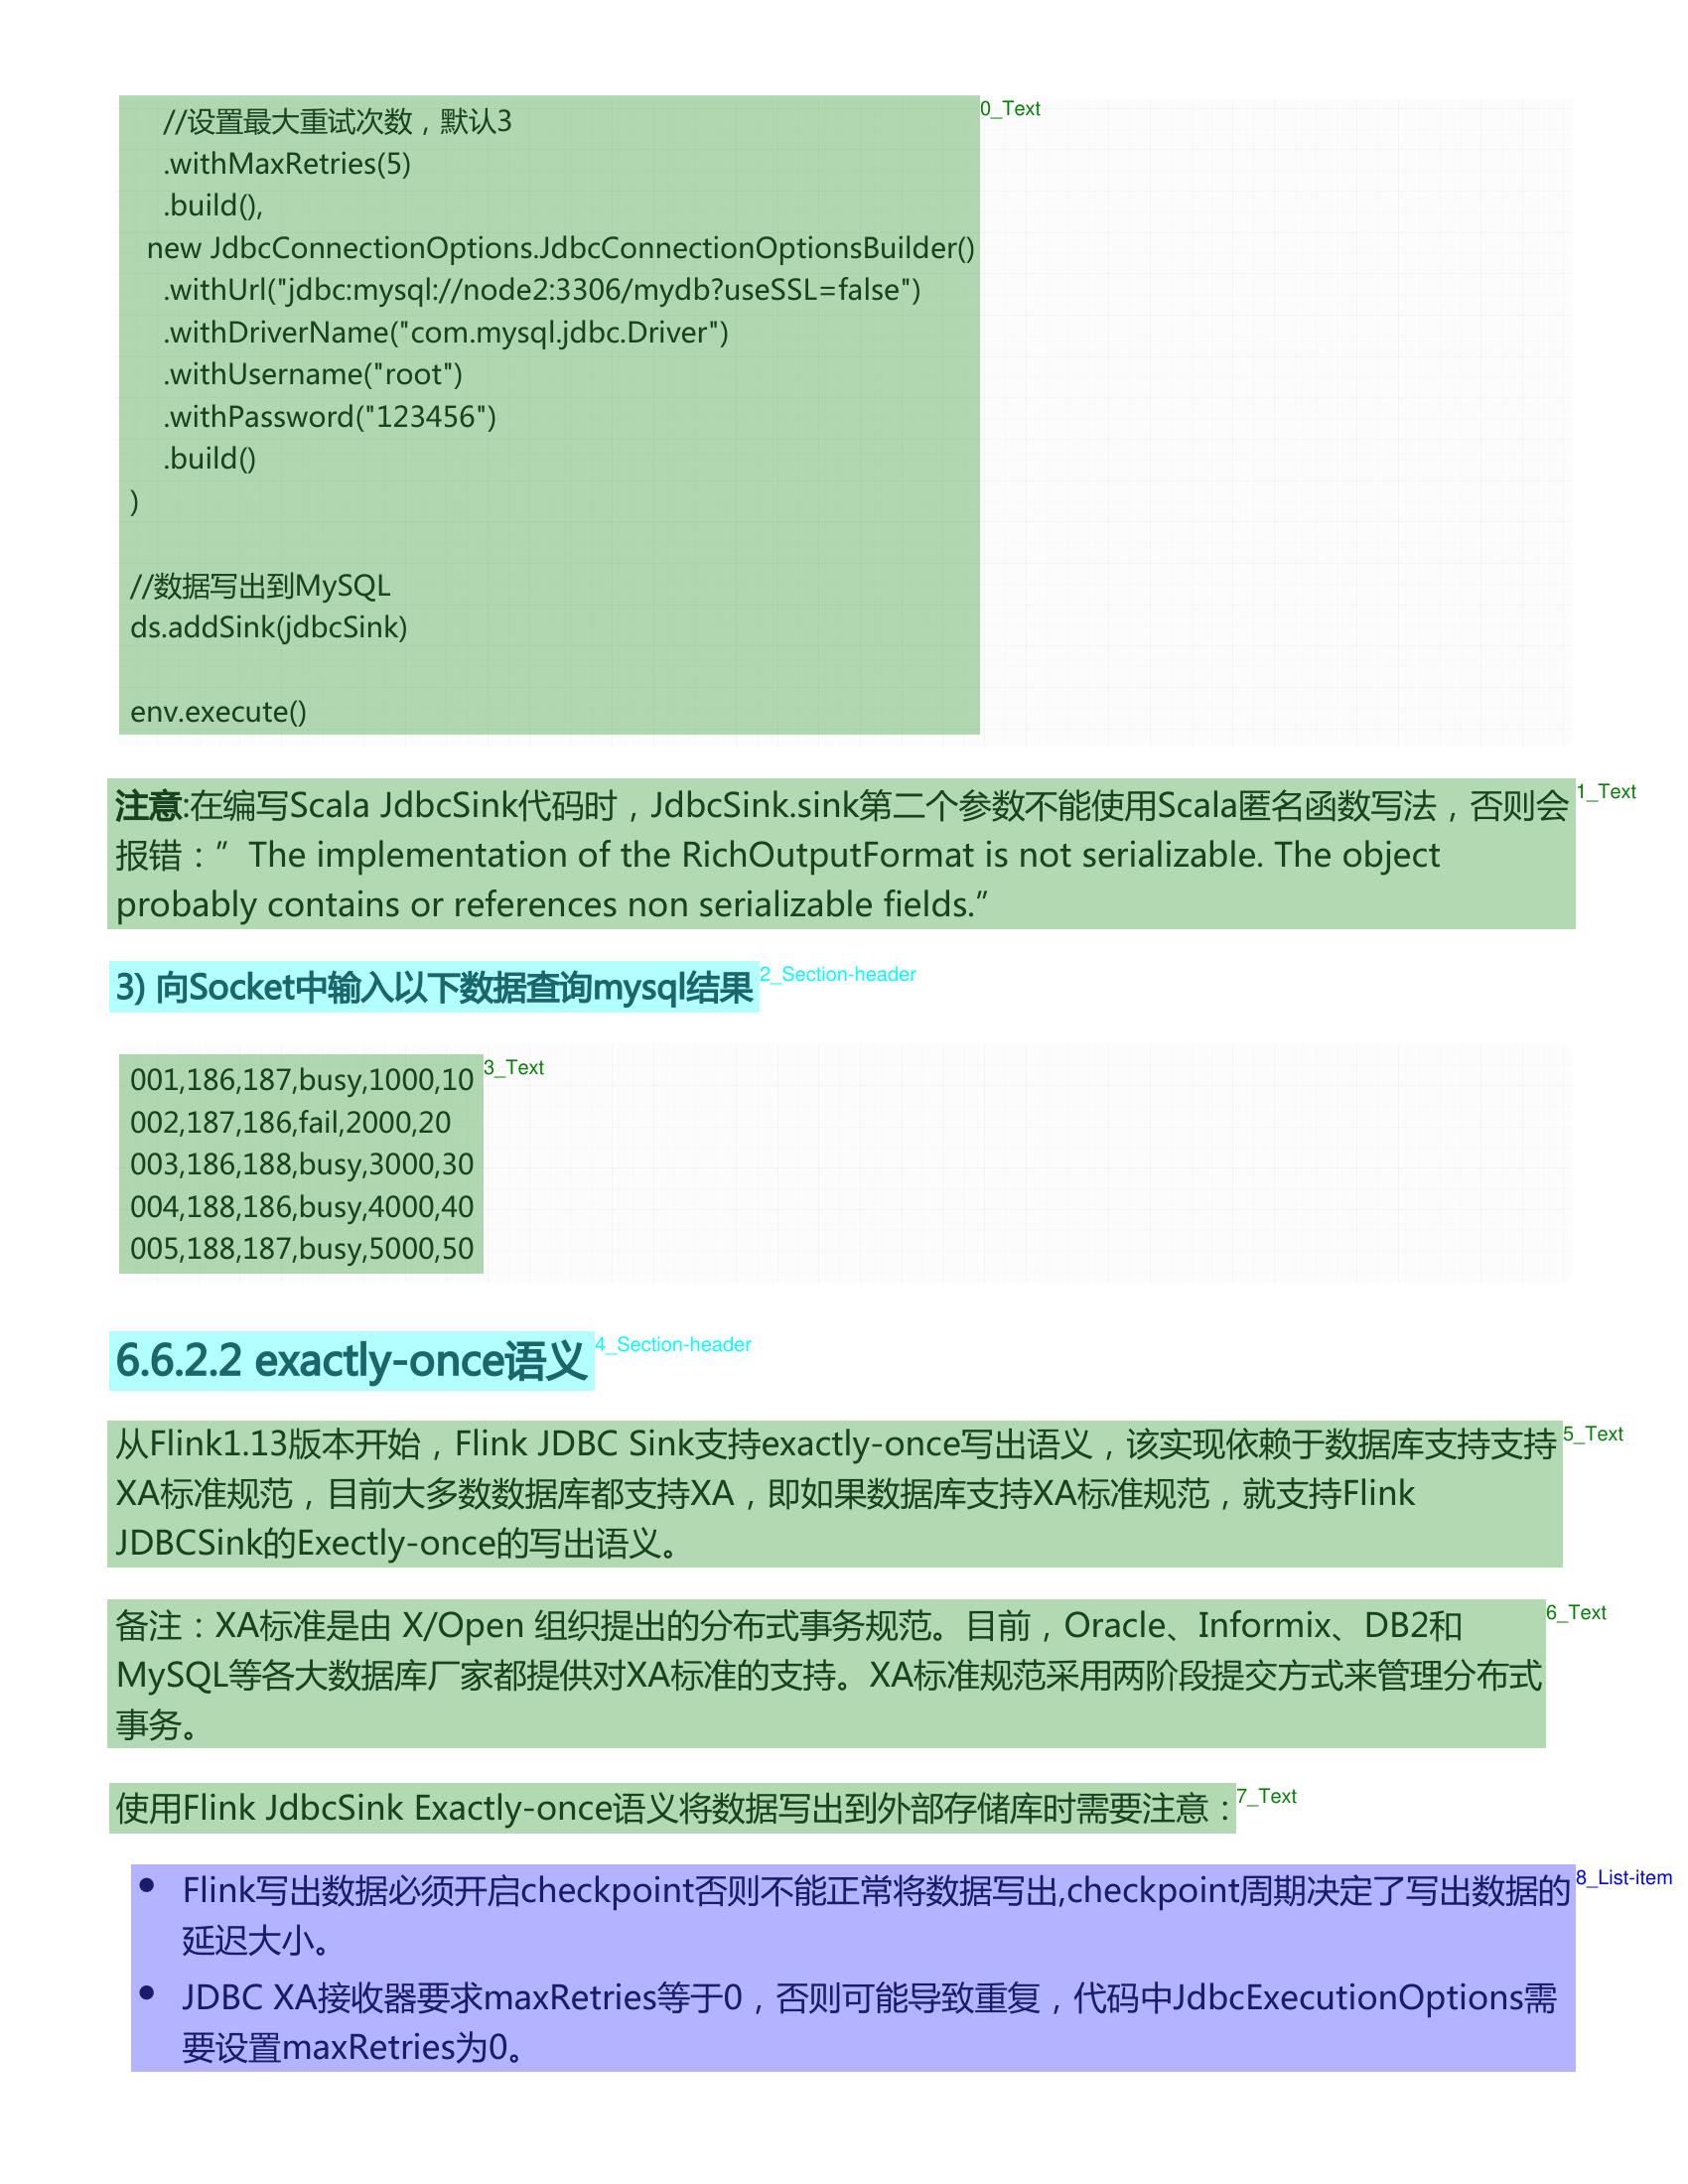 //设置最大重试次数，默认3
.withMaxRetries(5)
.build(),
new JdbcConnectionOptions.JdbcConnectionOptionsBuilder()
.withUrl("jdbc:mysql://node2:3306/mydb?useSSL=false")
.withDriverName("com.mysql.jdbc.Driver")
.withUsername("root")
.withPassword("123456")
.build()
)
//数据写出到MySQL
ds.addSink(jdbcSink)
env.execute()
0_Text
注意:在编写Scala JdbcSink代码时，JdbcSink.sink第二个参数不能使用Scala匿名函数写法，否则会
报错：”The implementation of the RichOutputFormat is not serializable. The object
probably contains or references non serializable fields.”
1_Text
3) 向Socket中输入以下数据查询mysql结果
2_Section-header
001,186,187,busy,1000,10
002,187,186,fail,2000,20
003,186,188,busy,3000,30
004,188,186,busy,4000,40
005,188,187,busy,5000,50
3_Text
6.6.2.2 exactly-once语义
4_Section-header
从Flink1.13版本开始，Flink JDBC Sink支持exactly-once写出语义，该实现依赖于数据库支持支持
XA标准规范，目前大多数数据库都支持XA，即如果数据库支持XA标准规范，就支持Flink
JDBCSink的Exectly-once的写出语义。
5_Text
备注：XA标准是由 X/Open 组织提出的分布式事务规范。目前，Oracle、Informix、DB2和
MySQL等各大数据库厂家都提供对XA标准的支持。XA标准规范采用两阶段提交方式来管理分布式
事务。
6_Text
使用Flink JdbcSink Exactly-once语义将数据写出到外部存储库时需要注意：
7_Text
● Flink写出数据必须开启checkpoint否则不能正常将数据写出,checkpoint周期决定了写出数据的
延迟大小。
● JDBC XA接收器要求maxRetries等于0，否则可能导致重复，代码中JdbcExecutionOptions需
要设置maxRetries为0。
8_List-item